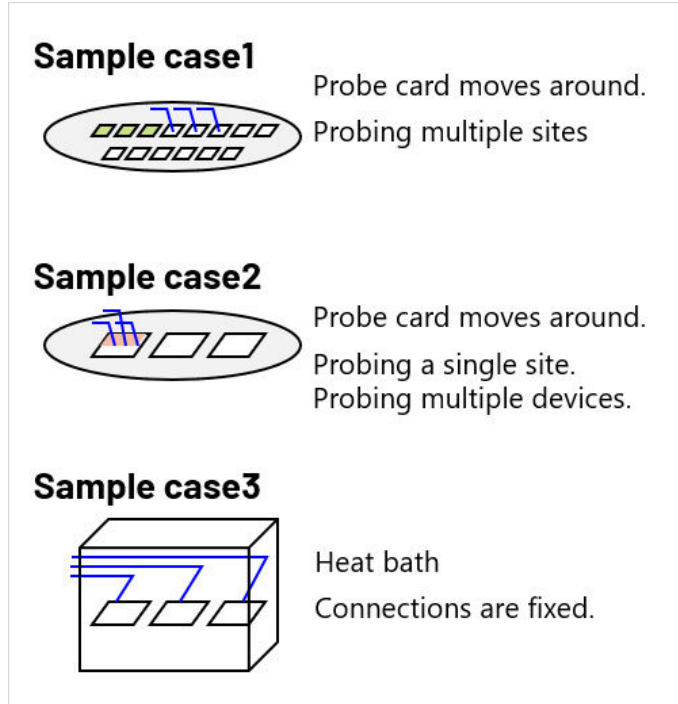 Sample case1
Probe card moves around.
Probing multiple sites
Sample case2
Probe card moves around.
Probing a single site.
Probing multiple devices.
Sample case3
Heat bath
Connections are fixed.